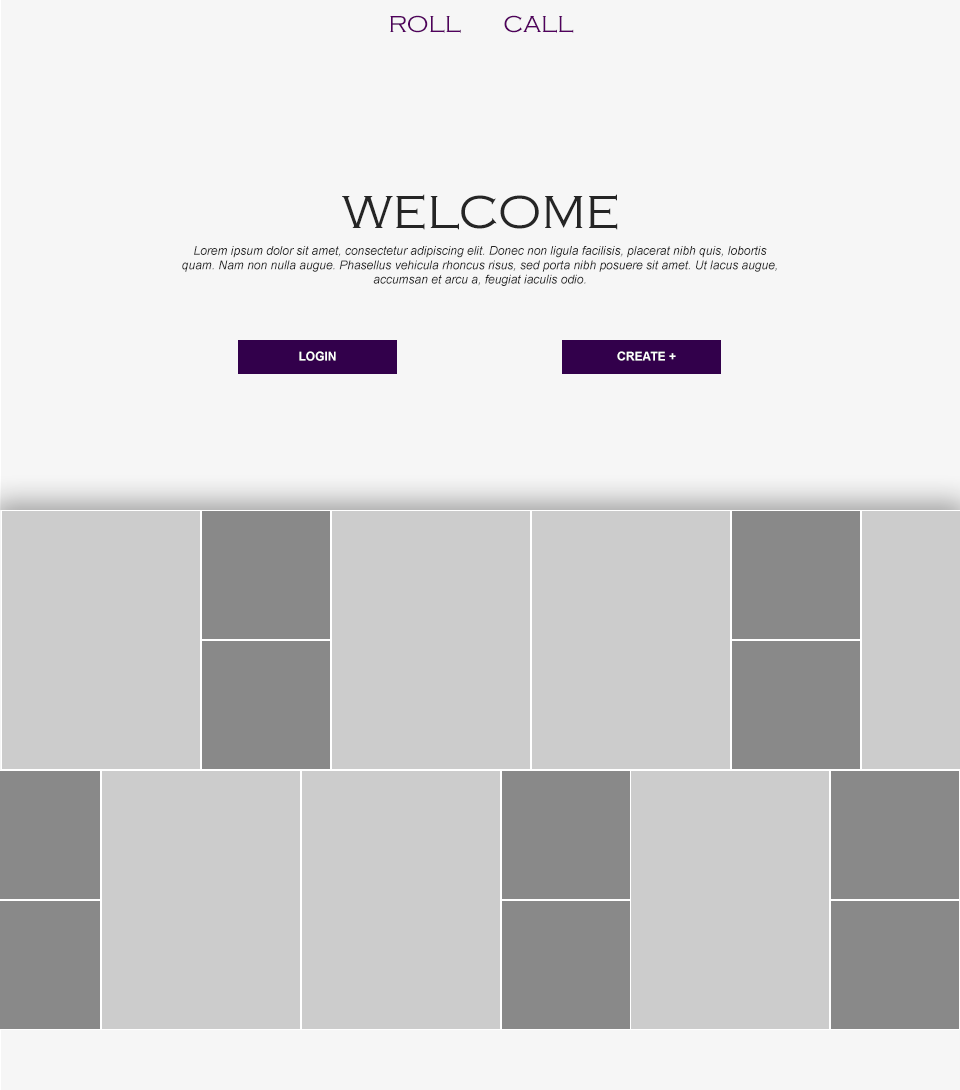 ROLL CALL
WELCOME
Lorem ipsum dolor sit amet, consectetur adipiscing elit. Donec non ligula facilisis, placerat nibh quis, lobortis
quam. Nam non nulla augue. Phasellus vehicula rhoncus risus, sed porta nibh posuere sit amet. Ut lacus augue,
accumsan et arcu a, feugiat iaculis odio.
LOGIN
CREATE +